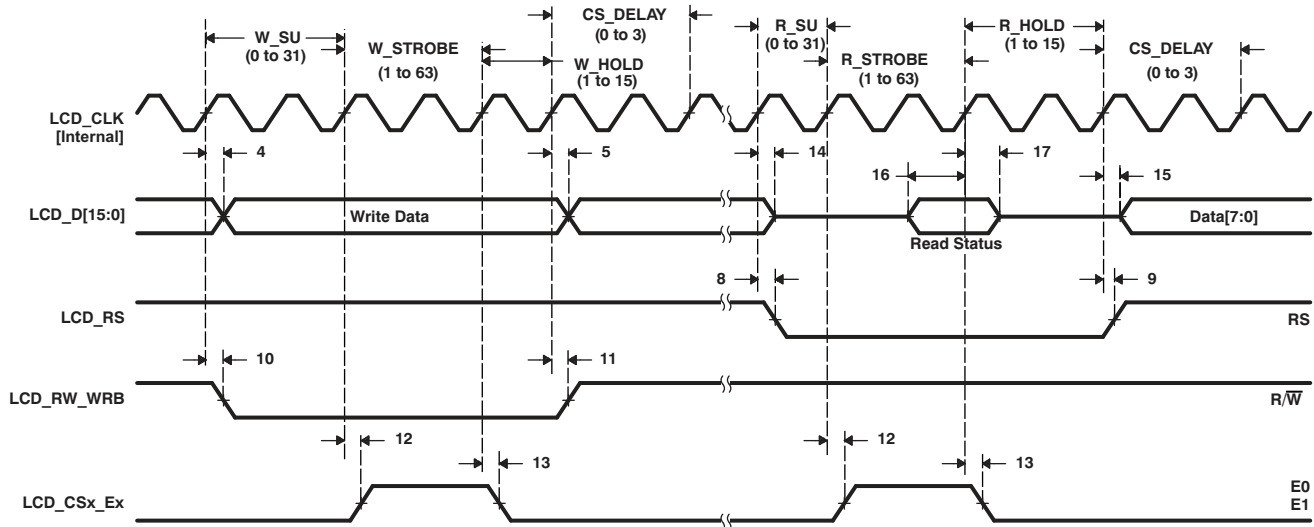 CS_DELAY
(0 to 3)
W_SU
(0 to 31)
W_STROBE
(1 to 63)
W_HOLD
(1 to 15)
R_SU
(0 to 31)
R_STROBE
(1 to 63)
R_HOLD
(1 to 15)
CS_DELAY
(0 to 3)
LCD_CLK
[Internal]
4
5
14
16
17
15
LCD_D[15:0]
Write Data
Read Status
Data[7:0]
8
9
LCD_RS
RS
10
11
LCD_RW_WRB
R/W̅
12
13
12
13
LCD_CSx_Ex
E0
E1